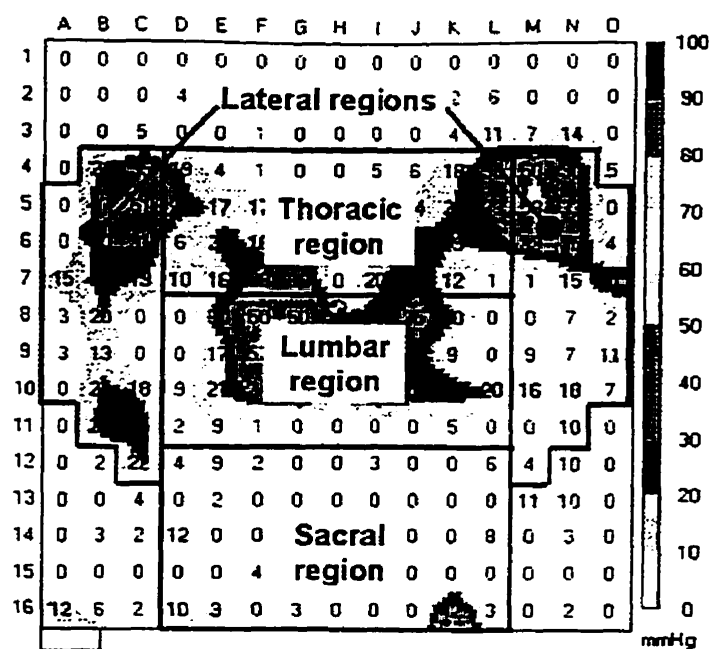 A B C D E F G H I J K L M N O
100
1 0 0 0 0 0 0 0 0 0 0 0 0 0 0 0
2 0 0 0 4 Lateral regions 6 0 0 0
90
3 0 0 5 0 0 1 0 0 0 0 4 11 7 14 0
80
4 0 4 1 0 0 5 6 18 5
5 0 17 Thoracic 0
70
6 0 6 region 4
60
7 15 10 16 0 20 12 1 1 15
8 3 20 0 0 50 50 0 0 7 2
50
9 3 13 0 0 17 Lumbar 9 0 9 7 11
40
10 0 18 9 region 20 16 18 7
11 0 2 9 1 0 0 0 0 5 0 0 10 0
30
12 0 2 22 4 9 2 0 0 3 0 0 6 4 10 0
20
13 0 0 4 0 2 0 0 0 0 0 0 0 11 10 0
14 0 3 2 12 0 0 Sacral 0 0 8 0 3 0
10
15 0 0 0 0 0 4 region 0 0 0 0 0 0
16 12 6 2 10 3 0 3 0 0 0 3 0 2 0
0
mmHg